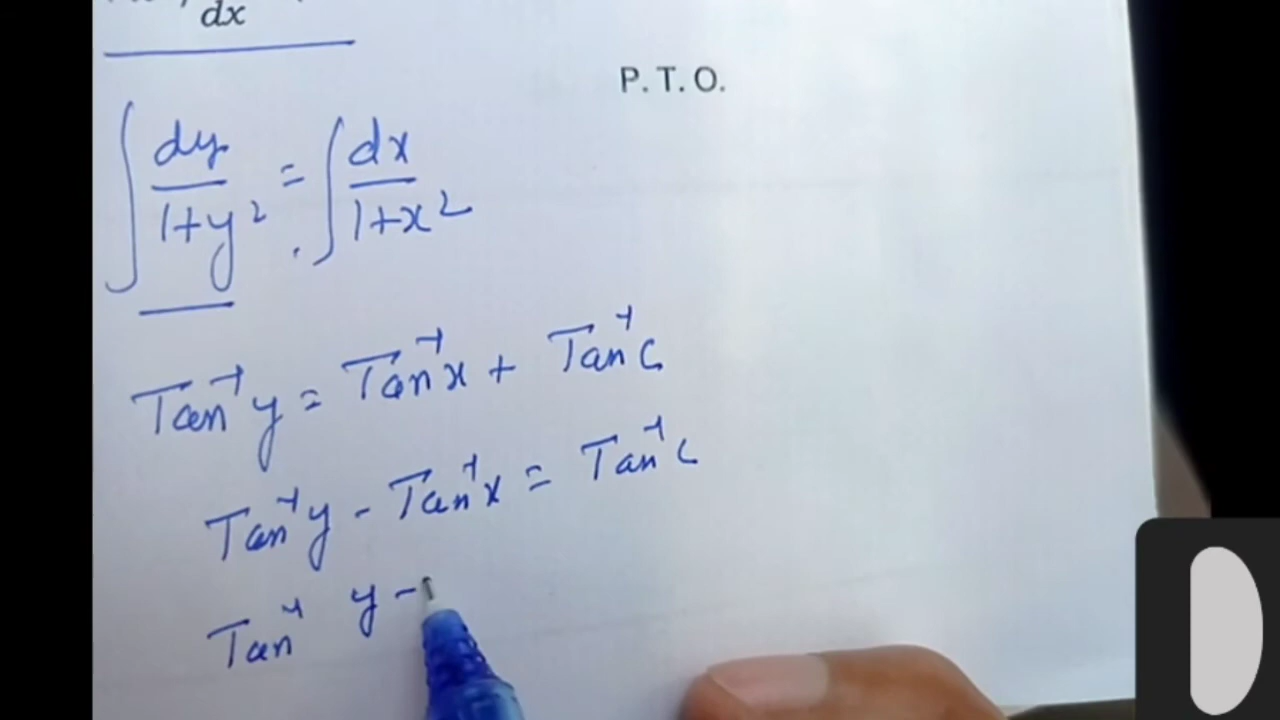 dx
P. T. O.
∫ dy/1+y² = ∫ dx/1+x²
Tan⁻¹y = Tan⁻¹x + Tan⁻¹c
Tan⁻¹y - Tan⁻¹x = Tan⁻¹c
Tan⁻¹ y -